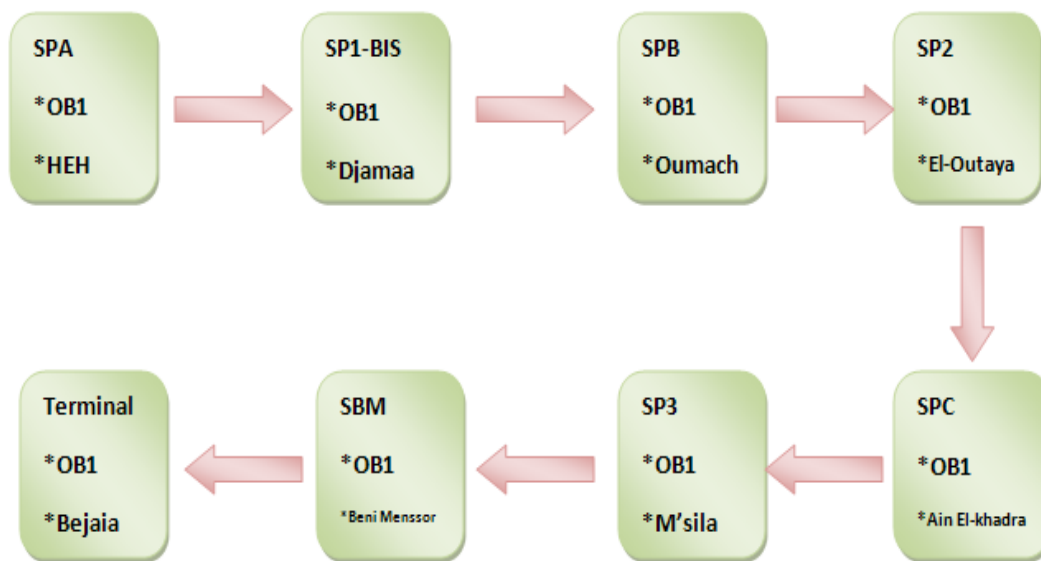 SPA
*OB1
*HEH
SP1-BIS
*OB1
*Djamaa
SPB
*OB1
*Oumach
SP2
*OB1
*El-Outaya
SPC
*OB1
*Ain El-khadra
SP3
*OB1
*M'sila
SBM
*OB1
*Beni Menssor
Terminal
*OB1
*Bejaia